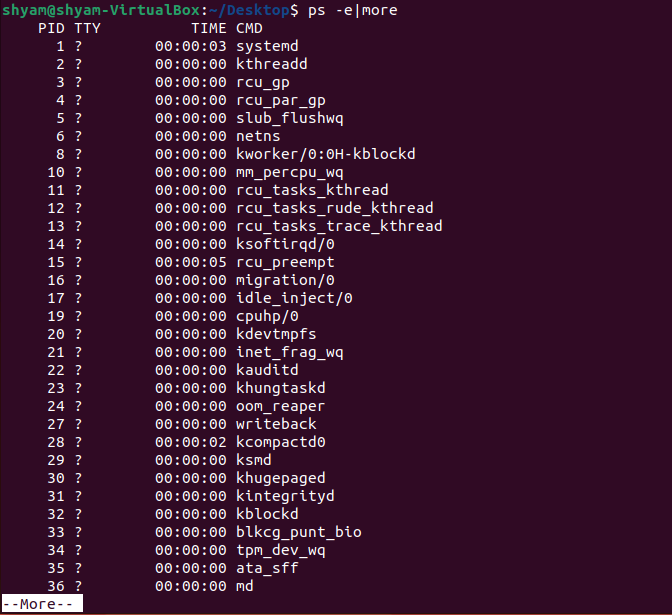 shyam@shyam-VirtualBox:~/Desktop$ ps -e|more
    PID TTY          TIME CMD
      1 ?        00:00:03 systemd
      2 ?        00:00:00 kthreadd
      3 ?        00:00:00 rcu_gp
      4 ?        00:00:00 rcu_par_gp
      5 ?        00:00:00 slub_flushwq
      6 ?        00:00:00 netns
      8 ?        00:00:00 kworker/0:0H-kblockd
     10 ?        00:00:00 mm_percpu_wq
     11 ?        00:00:00 rcu_tasks_kthread
     12 ?        00:00:00 rcu_tasks_rude_kthread
     13 ?        00:00:00 rcu_tasks_trace_kthread
     14 ?        00:00:00 ksoftirqd/0
     15 ?        00:00:05 rcu_preempt
     16 ?        00:00:00 migration/0
     17 ?        00:00:00 idle_inject/0
     19 ?        00:00:00 cpuhp/0
     20 ?        00:00:00 kdevtmpfs
     21 ?        00:00:00 inet_frag_wq
     22 ?        00:00:00 kauditd
     23 ?        00:00:00 khungtaskd
     24 ?        00:00:00 oom_reaper
     27 ?        00:00:00 writeback
     28 ?        00:00:02 kcompactd0
     29 ?        00:00:00 ksmd
     30 ?        00:00:00 khugepaged
     31 ?        00:00:00 kintegrityd
     32 ?        00:00:00 kblockd
     33 ?        00:00:00 blkcg_punt_bio
     34 ?        00:00:00 tpm_dev_wq
     35 ?        00:00:00 ata_sff
     36 ?        00:00:00 md
--More--